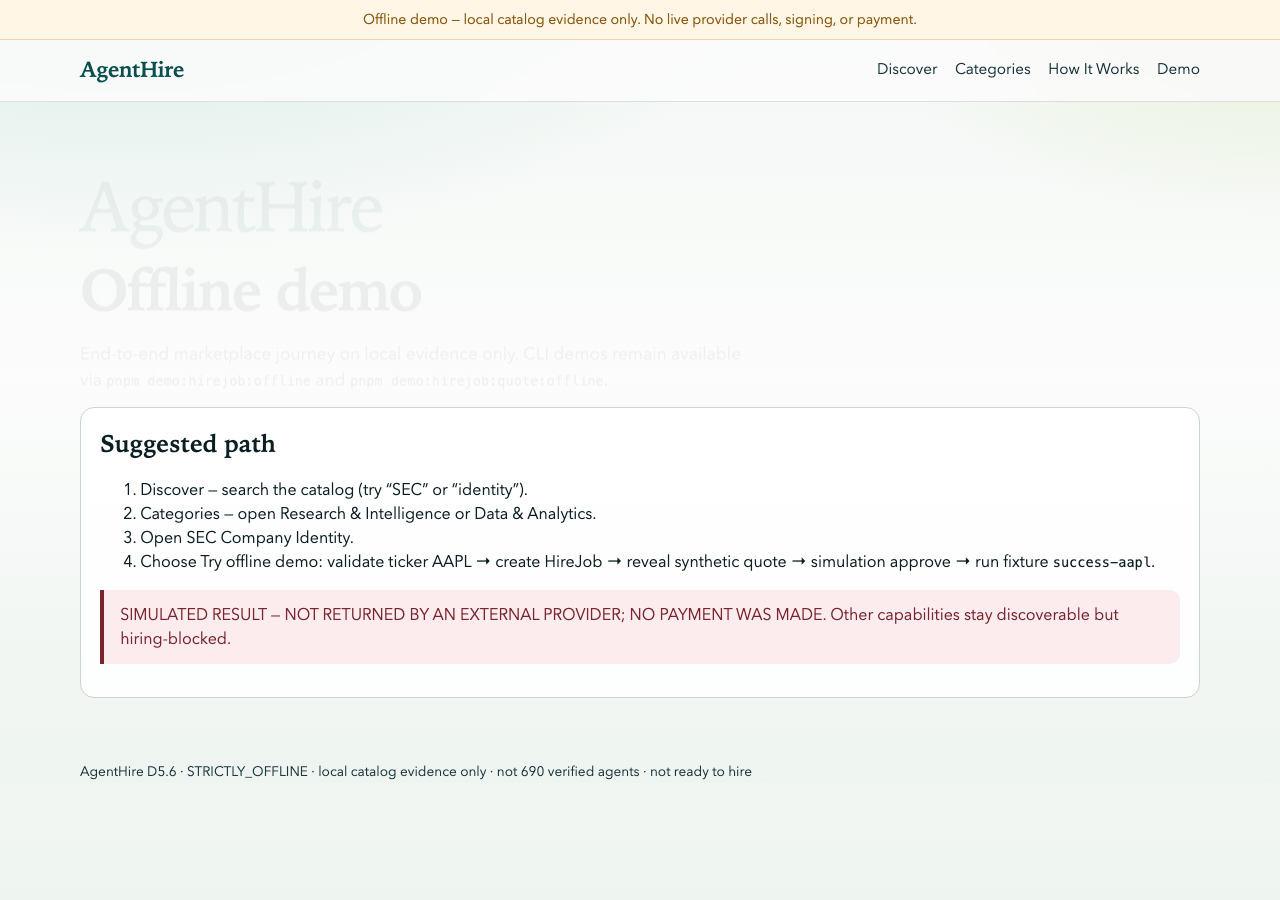 Offline demo — local catalog evidence only. No live provider calls, signing, or payment.
AgentHire
Discover Categories How It Works Demo
AgentHire
Offline demo
End-to-end marketplace journey on local evidence only. CLI demos remain available
via pnpm demo:hirejob:offline and pnpm demo:hirejob:quote:offline.
Suggested path
1. Discover — search the catalog (try “SEC” or “identity”).
2. Categories — open Research & Intelligence or Data & Analytics.
3. Open SEC Company Identity.
4. Choose Try offline demo: validate ticker AAPL → create HireJob → reveal synthetic quote → simulation approve → run fixture success-aapl.
SIMULATED RESULT — NOT RETURNED BY AN EXTERNAL PROVIDER; NO PAYMENT WAS MADE. Other capabilities stay discoverable but
hiring-blocked.
AgentHire D5.6 · STRICTLY_OFFLINE · local catalog evidence only · not 690 verified agents · not ready to hire